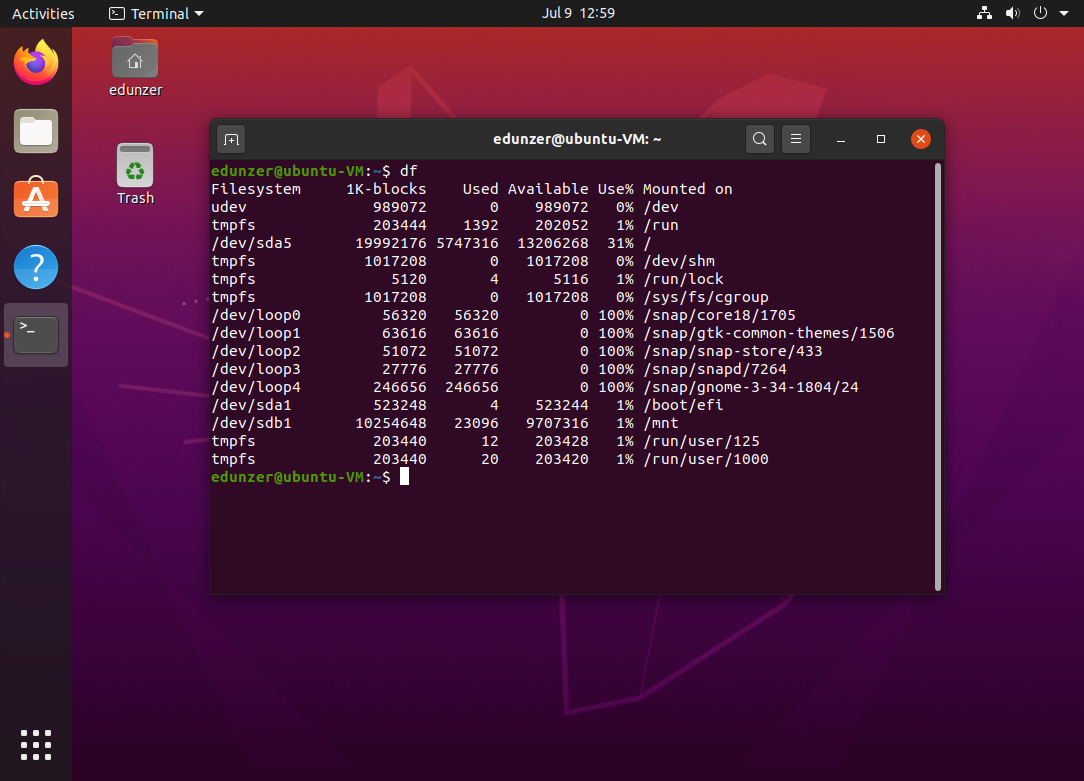 Activities Terminal Jul 9 12:59
edunzer
Trash
edunzer@ubuntu-VM: ~
edunzer@ubuntu-VM:~$ df
Filesystem 1K-blocks Used Available Use% Mounted on
udev 989072 0 989072 0% /dev
tmpfs 203444 1392 202052 1% /run
/dev/sda5 19992176 5747316 13206268 31% /
tmpfs 1017208 0 1017208 0% /dev/shm
tmpfs 5120 4 5116 1% /run/lock
tmpfs 1017208 0 1017208 0% /sys/fs/cgroup
/dev/loop0 56320 56320 0 100% /snap/core18/1705
/dev/loop1 63616 63616 0 100% /snap/gtk-common-themes/1506
/dev/loop2 51072 51072 0 100% /snap/snap-store/433
/dev/loop3 27776 27776 0 100% /snap/snapd/7264
/dev/loop4 246656 246656 0 100% /snap/gnome-3-34-1804/24
/dev/sda1 523248 4 523244 1% /boot/efi
/dev/sdb1 10254648 23096 9707316 1% /mnt
tmpfs 203440 12 203428 1% /run/user/125
tmpfs 203440 20 203420 1% /run/user/1000
edunzer@ubuntu-VM:~$